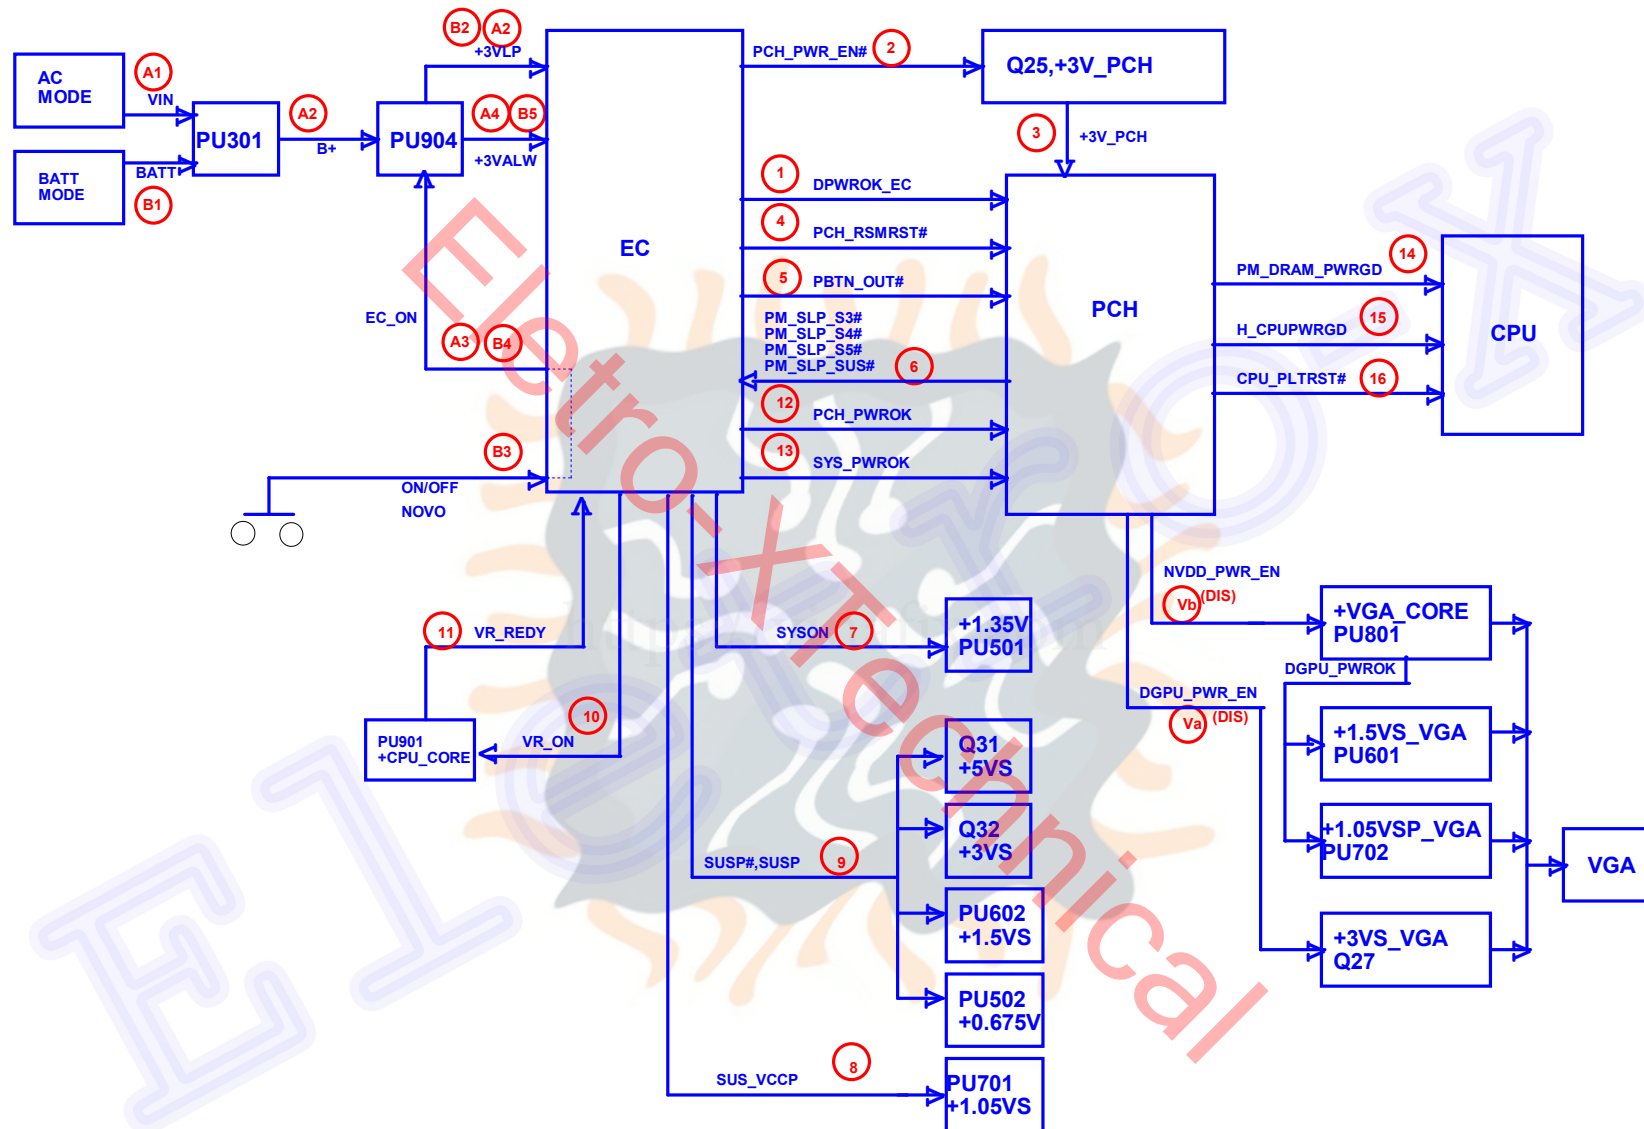 B2
A2
+3VLP
AC
MODE
A1
VIN
BATT
MODE
BATT
B1
PU301
A2
B+
PU904
A4
B5
+3VALW
EC_ON
A3
B4
B3
ON/OFF
NOVO
EC
PCH_PWR_EN#
2
Q25,+3V_PCH
3
+3V_PCH
1
DPWROK_EC
4
PCH_RSMRST#
5
PBTN_OUT#
PM_SLP_S3#
PM_SLP_S4#
PM_SLP_S5#
PM_SLP_SUS#
6
12
PCH_PWROK
13
SYS_PWROK
PCH
PM_DRAM_PWRGD
14
H_CPUPWRGD
15
CPU_PLTRST#
16
CPU
11
VR_REDY
10
VR_ON
PU901
+CPU_CORE
SYSON
7
+1.35V
PU501
Q31
+5VS
Q32
+3VS
SUSP#,SUSP
9
PU602
+1.5VS
PU502
+0.675V
SUS_VCCP
8
PU701
+1.05VS
NVDD_PWR_EN
Vb
(DIS)
DGPU_PWR_EN
Va
(DIS)
+VGA_CORE
PU801
DGPU_PWROK
+1.5VS_VGA
PU601
+1.05VSP_VGA
PU702
+3VS_VGA
Q27
VGA
Eletro-XTechnical
Eletro-X